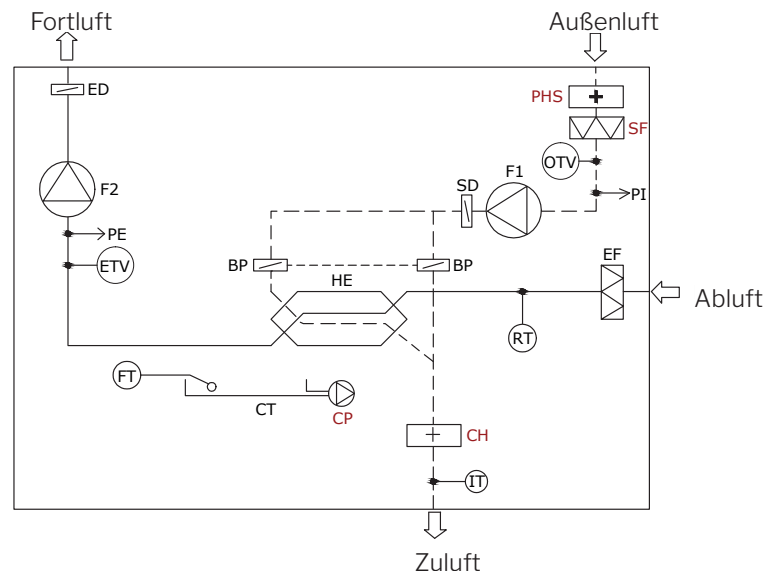 Fortluft
Außenluft
ED
PHS
SF
F2
SD
F1
OTV
PI
PE
ETV
BP
BP
EF
HE
Abluft
RT
FT
CT
CP
CH
IT
Zuluft